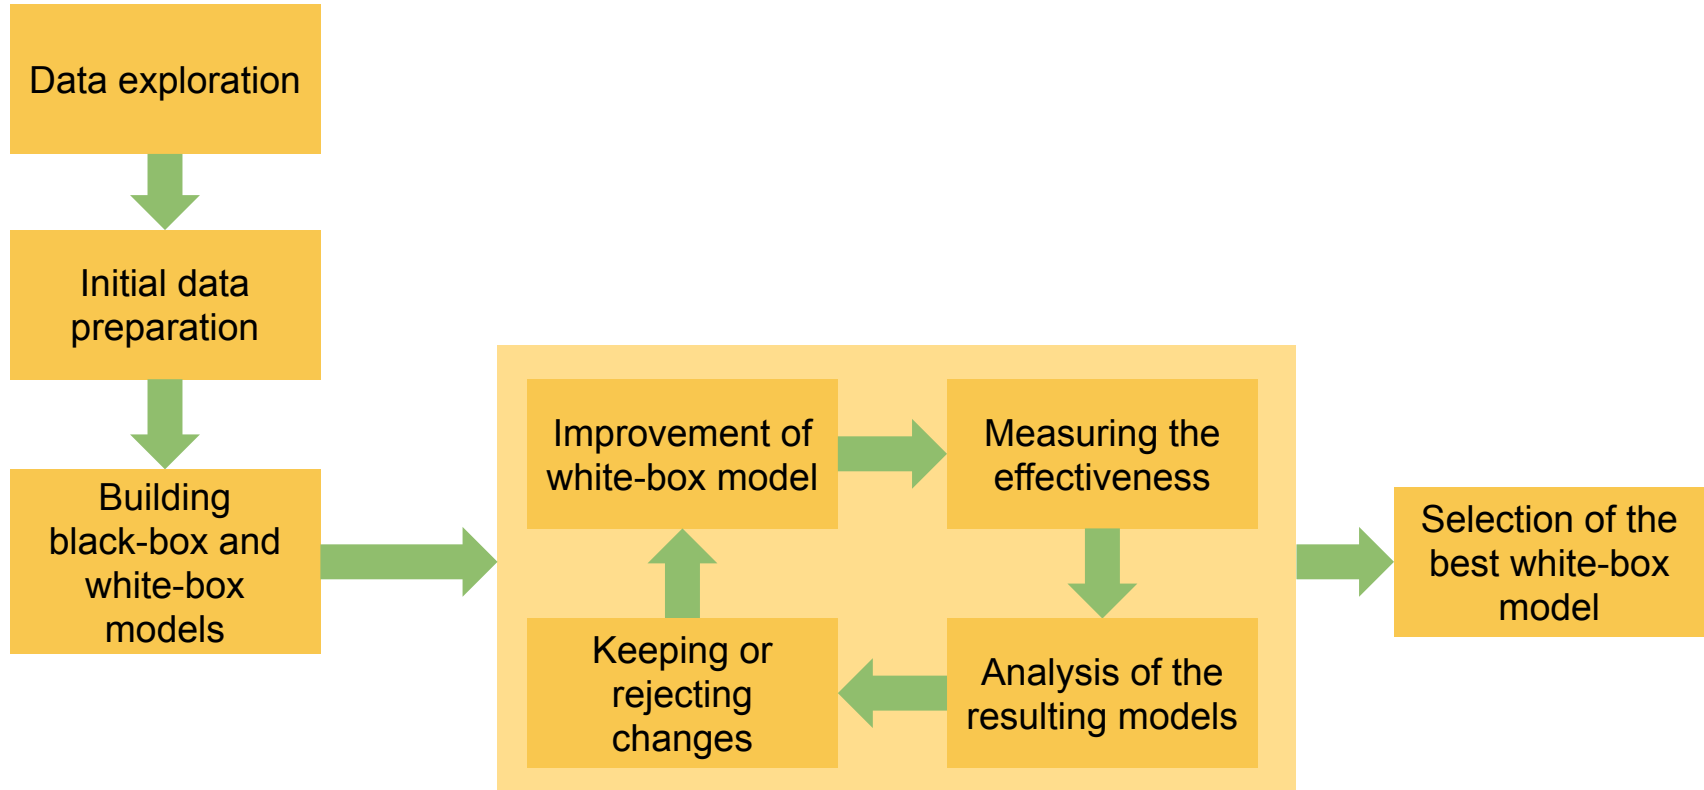 Data exploration
Initial data
preparation
Building
black-box and
white-box
models
Improvement of
white-box model
Measuring the
effectiveness
Analysis of the
resulting models
Keeping or
rejecting
changes
Selection of the
best white-box
model